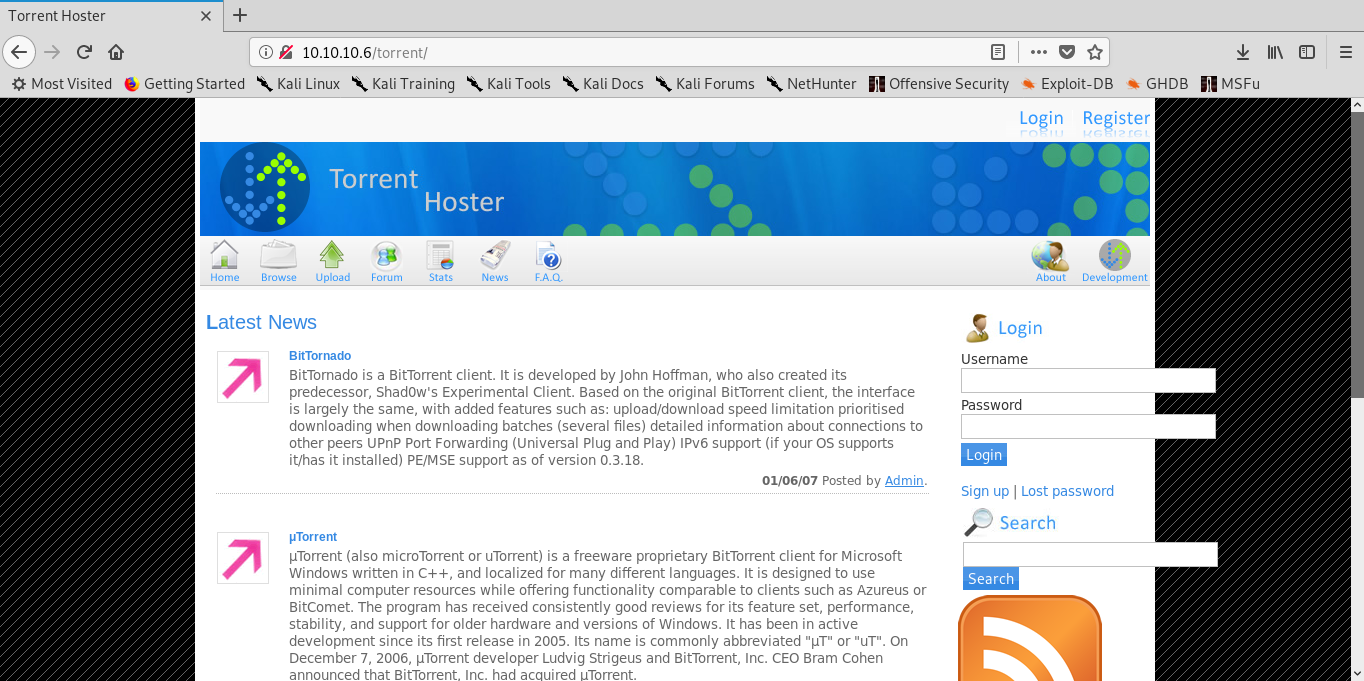 Torrent Hoster
10.10.10.6/torrent/
Most Visited Getting Started Kali Linux Kali Training Kali Tools Kali Docs Kali Forums NetHunter Offensive Security Exploit-DB GHDB MSFu
Login Register
Torrent
Hoster
Home Browse Upload Forum Stats News F.A.Q. About Development
Latest News
BitTornado
BitTornado is a BitTorrent client. It is developed by John Hoffman, who also created its
predecessor, Shad0w's Experimental Client. Based on the original BitTorrent client, the interface
is largely the same, with added features such as: upload/download speed limitation prioritised
downloading when downloading batches (several files) detailed information about connections to
other peers UPnP Port Forwarding (Universal Plug and Play) IPv6 support (if your OS supports
it/has it installed) PE/MSE support as of version 0.3.18.
01/06/07 Posted by Admin.
µTorrent
µTorrent (also microTorrent or uTorrent) is a freeware proprietary BitTorrent client for Microsoft
Windows written in C++, and localized for many different languages. It is designed to use
minimal computer resources while offering functionality comparable to clients such as Azureus or
BitComet. The program has received consistently good reviews for its feature set, performance,
stability, and support for older hardware and versions of Windows. It has been in active
development since its first release in 2005. Its name is commonly abbreviated "µT" or "uT". On
December 7, 2006, µTorrent developer Ludvig Strigeus and BitTorrent, Inc. CEO Bram Cohen
announced that BitTorrent, Inc. had acquired µTorrent.
Login
Username
Password
Login
Sign up | Lost password
Search
Search